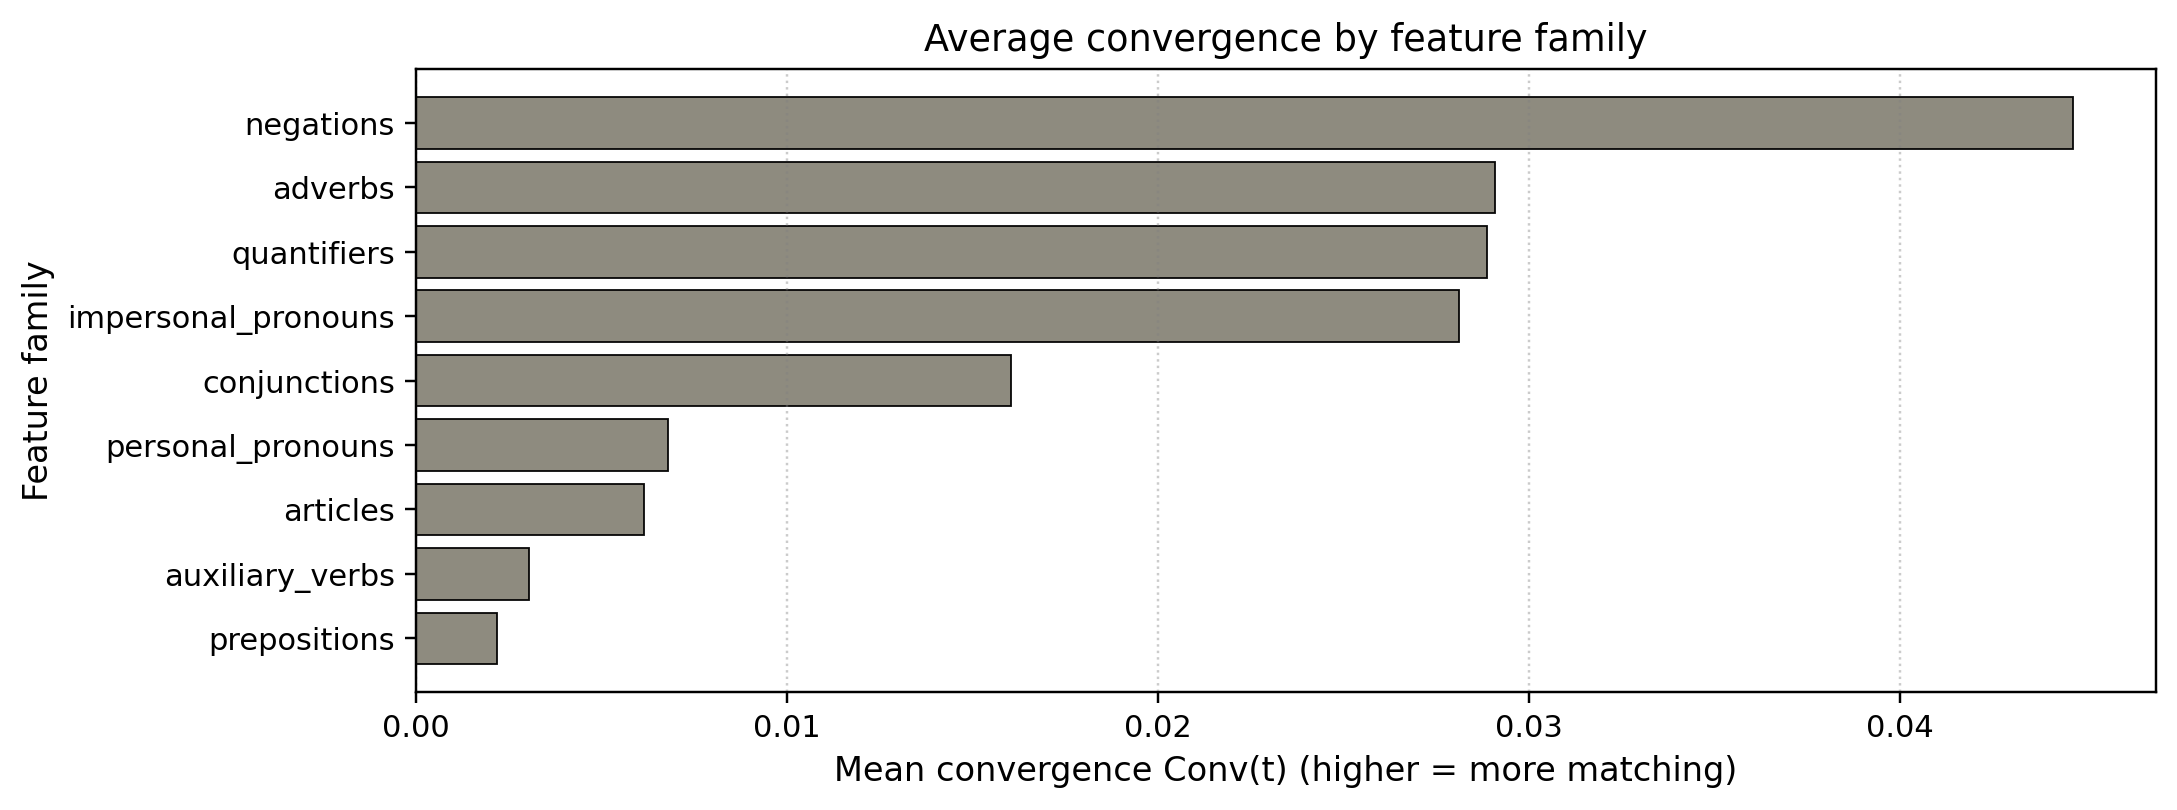 Average convergence by feature family
Feature family
negations
adverbs
quantifiers
impersonal_pronouns
conjunctions
personal_pronouns
articles
auxiliary_verbs
prepositions
0.00 0.01 0.02 0.03 0.04
Mean convergence Conv(t) (higher = more matching)